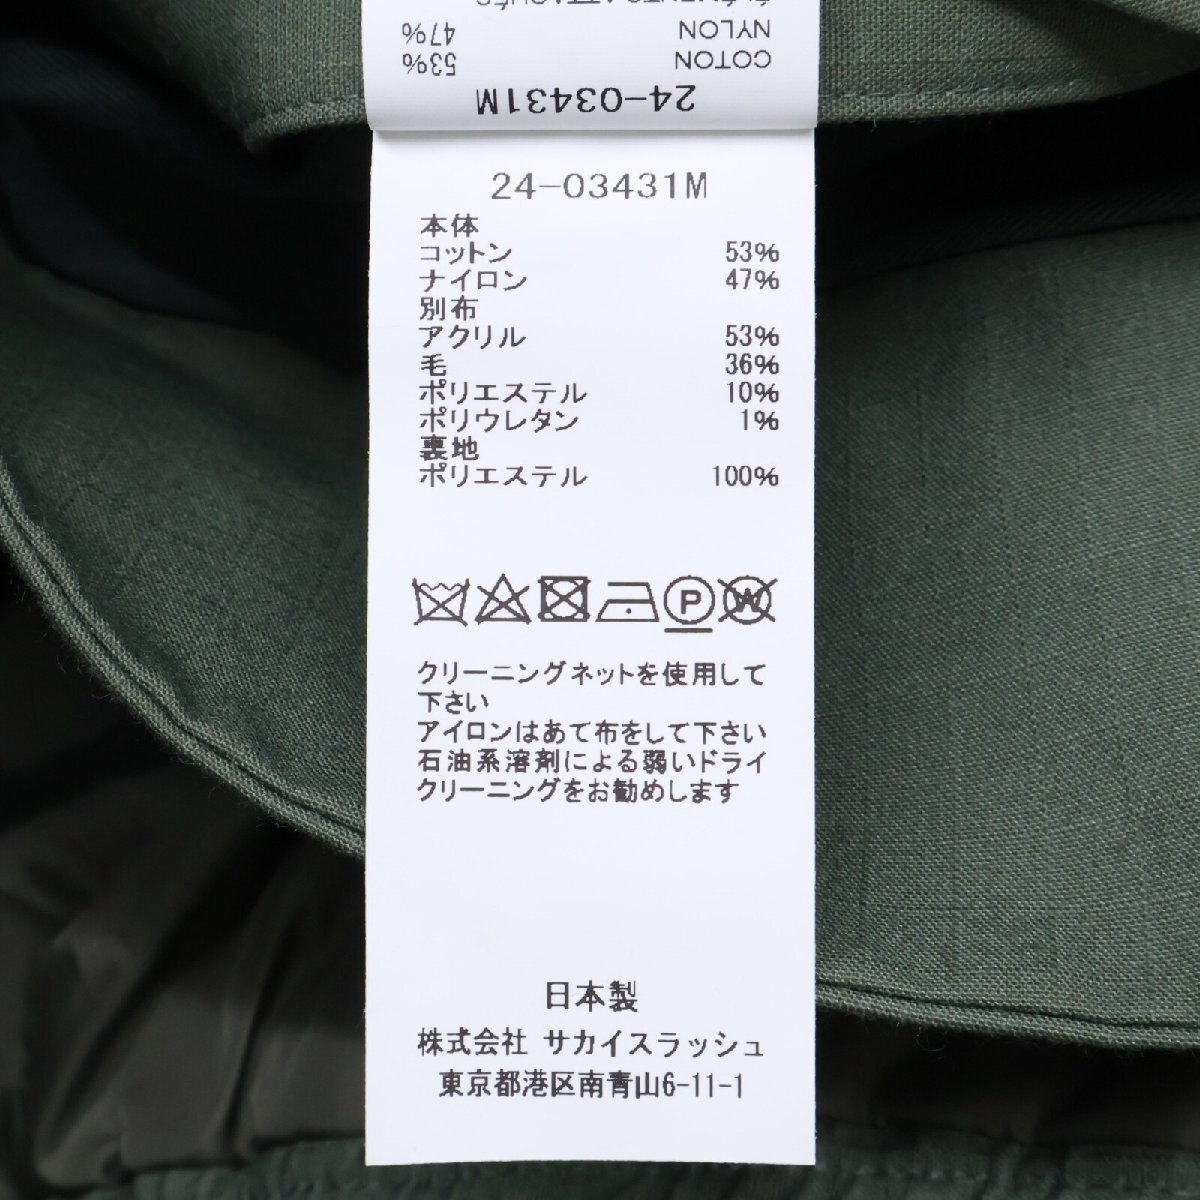 ÉLÉMENTS ATTACHÉS
NYLON 47%
COTON 53%
24-03431M
24-03431M
本体
コットン 53%
ナイロン 47%
別布
アクリル 53%
毛 36%
ポリエステル 10%
ポリウレタン 1%
裏地
ポリエステル 100%
P W
クリーニングネットを使用して
下さい
アイロンはあて布をして下さい
石油系溶剤による弱いドライ
クリーニングをお勧めします
日本製
株式会社 サカイスラッシュ
東京都港区南青山6-11-1